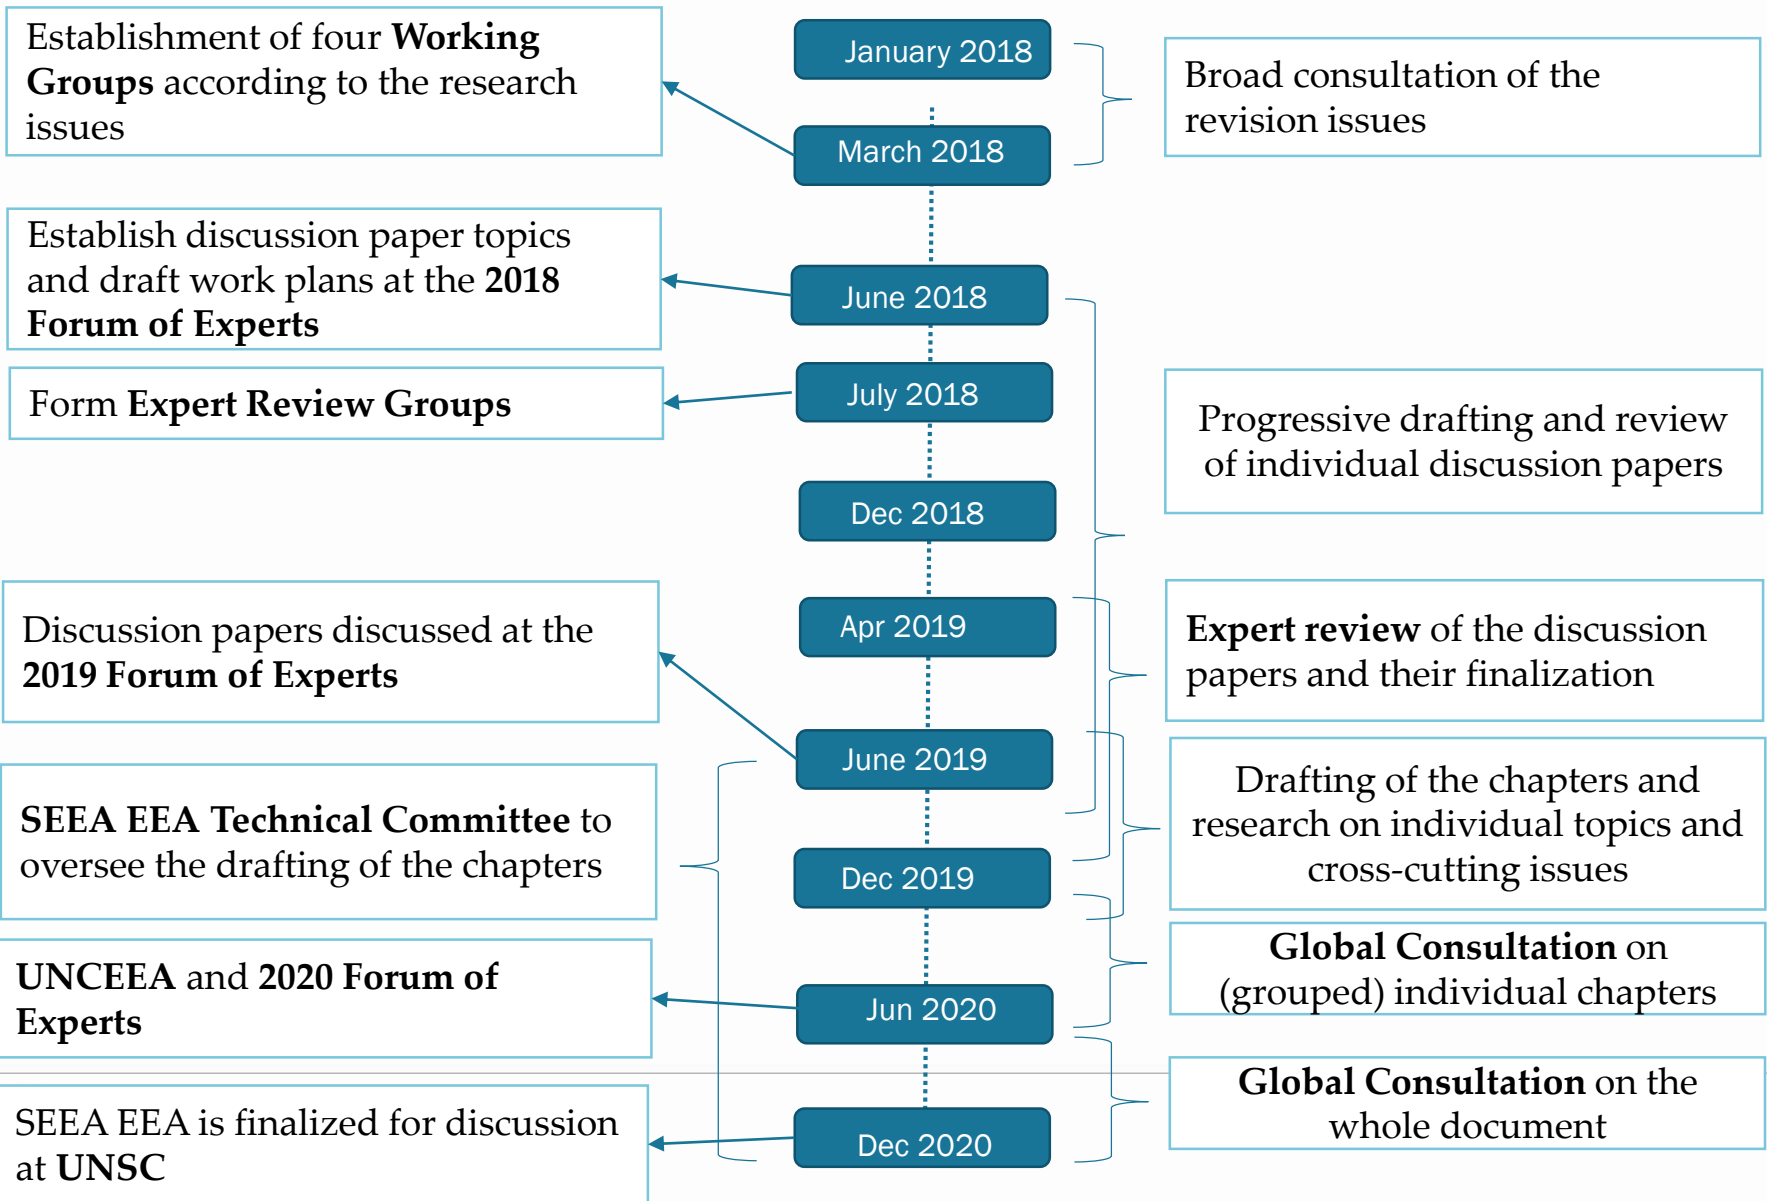 Establishment of four Working
Groups according to the research
issues
January 2018
Broad consultation of the
revision issues
March 2018
Establish discussion paper topics
and draft work plans at the 2018
Forum of Experts
June 2018
Form Expert Review Groups
July 2018
Progressive drafting and review
of individual discussion papers
Dec 2018
Discussion papers discussed at the
2019 Forum of Experts
Apr 2019
Expert review of the discussion
papers and their finalization
June 2019
SEEA EEA Technical Committee to
oversee the drafting of the chapters
Drafting of the chapters and
research on individual topics and
cross-cutting issues
Dec 2019
Global Consultation on
(grouped) individual chapters
UNCEEA and 2020 Forum of
Experts
Jun 2020
Global Consultation on the
whole document
SEEA EEA is finalized for discussion
at UNSC
Dec 2020